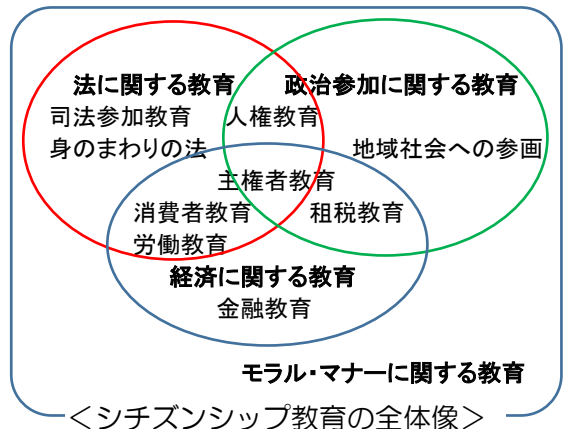 法に関する教育 政治参加に関する教育
司法参加教育 人権教育
身のまわりの法 地域社会への参画
主権者教育
消費者教育 租税教育
労働教育
経済に関する教育
金融教育
モラル・マナーに関する教育
＜シチズンシップ教育の全体像＞